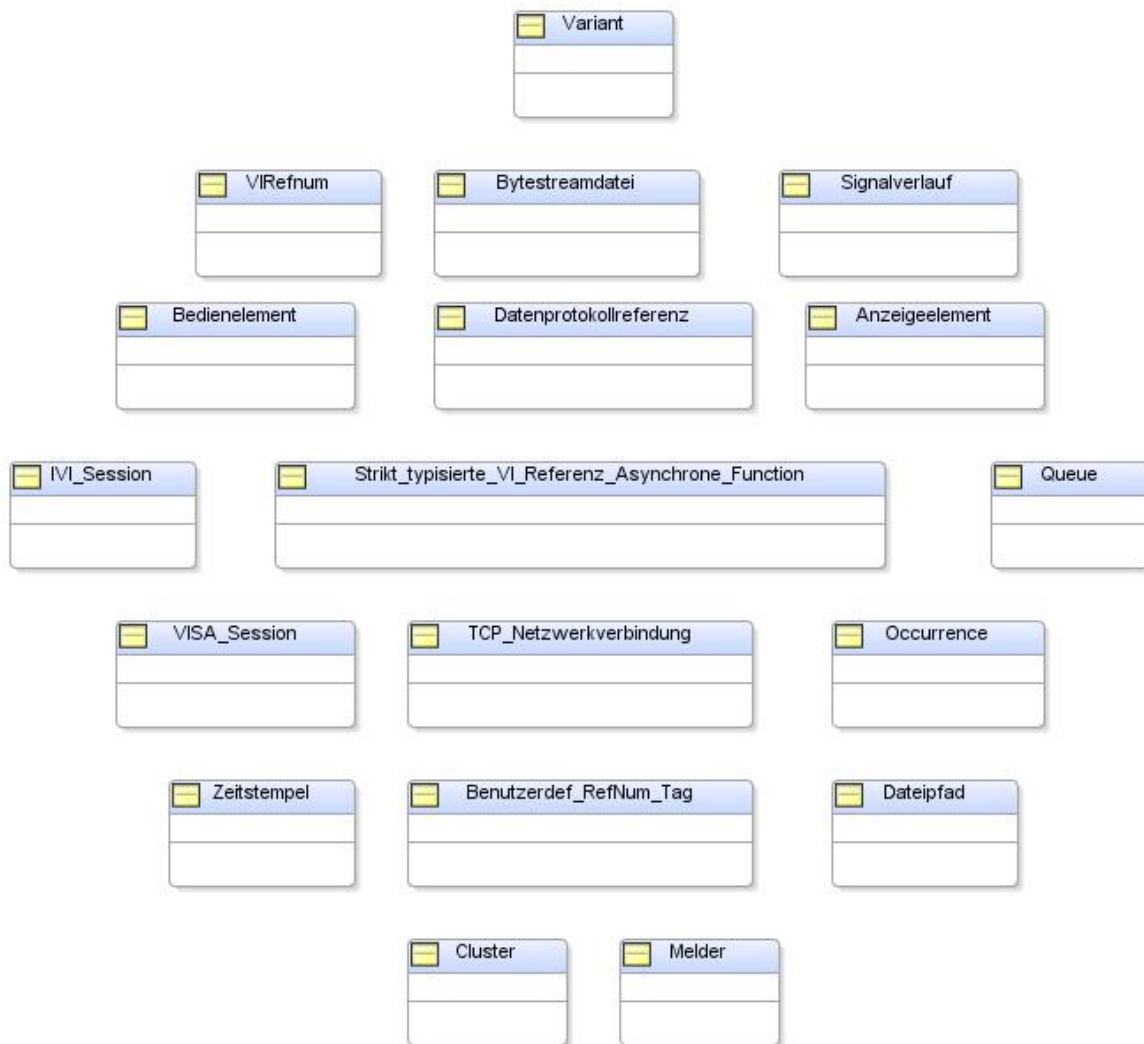 Variant
VIRefnum
Bytestreamdatei
Signalverlauf
Bedienelement
Datenprotokollreferenz
Anzeigeelement
IVI_Session
Strikt_typisierte_VI_Referenz_Asynchrone_Function
Queue
VISA_Session
TCP_Netzwerkverbindung
Occurrence
Zeitstempel
Benutzerdef_RefNum_Tag
Dateipfad
Cluster
Melder